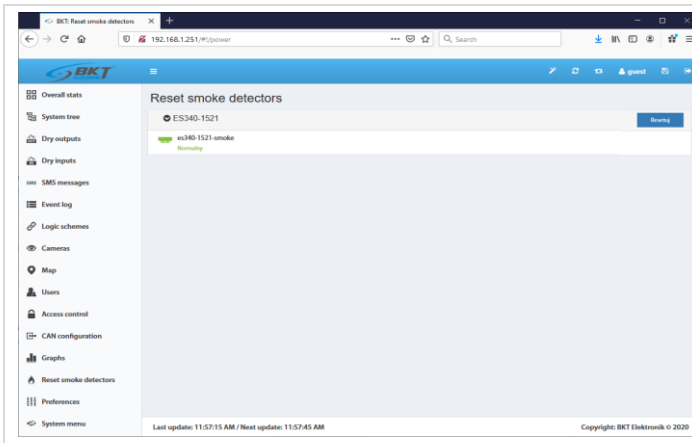 BKT: Reset smoke detectors
192.168.1.251/#!/power
Search
BKT
guest
Overall stats
System tree
Dry outputs
Dry inputs
SMS SMS messages
Event log
Logic schemes
Cameras
Map
Users
Access control
CAN configuration
Graphs
Reset smoke detectors
Preferences
System menu
Reset smoke detectors
ES340-1521
Resetuj
es340-1521-smoke
Normalny
Last update: 11:57:15 AM / Next update: 11:57:45 AM
Copyright: BKT Elektronik © 2020